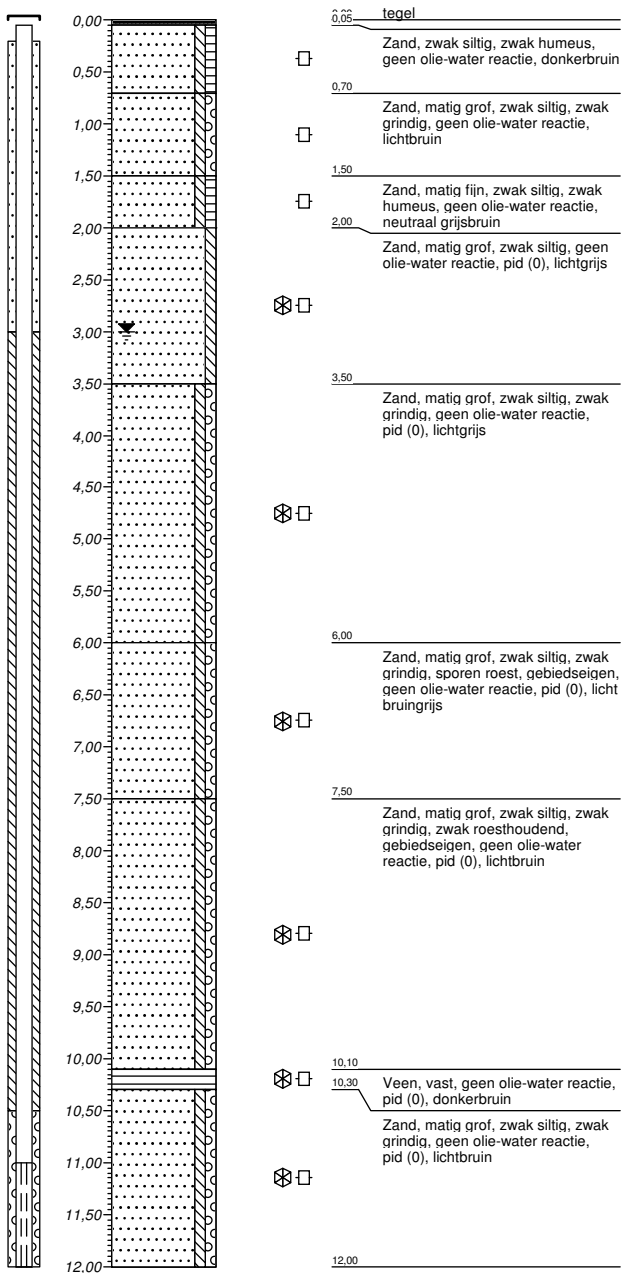 0,00
0,50
1,00
1,50
2,00
2,50
3,00
3,50
4,00
4,50
5,00
5,50
6,00
6,50
7,00
7,50
8,00
8,50
9,00
9,50
10,00
10,50
11,00
11,50
12,00
0,00
tegel
0,05
Zand, zwak siltig, zwak humeus,
geen olie-water reactie, donkerbruin
0,70
Zand, matig grof, zwak siltig, zwak
grindig, geen olie-water reactie,
lichtbruin
1,50
Zand, matig fijn, zwak siltig, zwak
humeus, geen olie-water reactie,
neutraal grijsbruin
2,00
Zand, matig grof, zwak siltig, geen
olie-water reactie, pid (0), lichtgrijs
3,50
Zand, matig grof, zwak siltig, zwak
grindig, geen olie-water reactie,
pid (0), lichtgrijs
6,00
Zand, matig grof, zwak siltig, zwak
grindig, sporen roest, gebiedseigen,
geen olie-water reactie, pid (0), licht
bruingrijs
7,50
Zand, matig grof, zwak siltig, zwak
grindig, zwak roesthoudend,
gebiedseigen, geen olie-water
reactie, pid (0), lichtbruin
10,10
Veen, vast, geen olie-water reactie,
pid (0), donkerbruin
10,30
Zand, matig grof, zwak siltig, zwak
grindig, geen olie-water reactie,
pid (0), lichtbruin
12,00